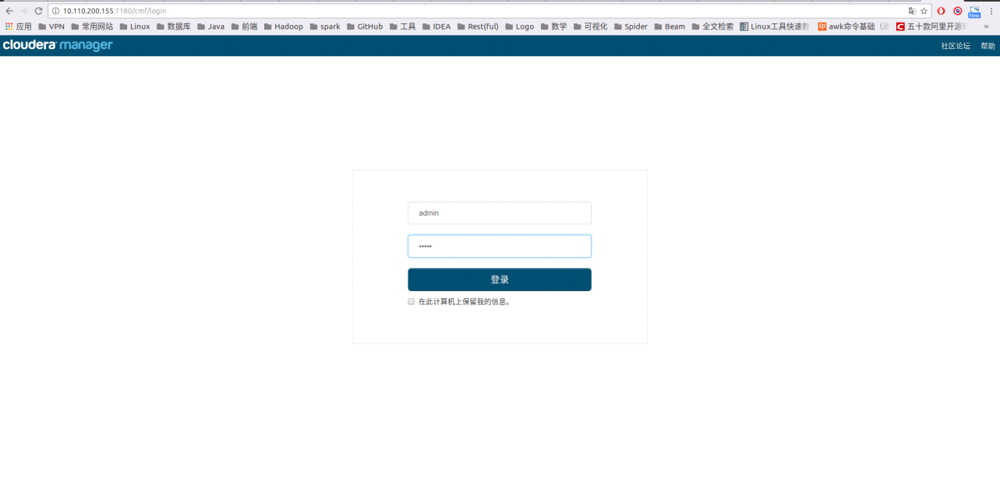 10.110.200.155:7180/cmf/login
New
应用 VPN 常用网站 Linux 数据库 Java 前端 Hadoop spark GitHub 工具 IDEA Rest(ful) Logo 数学 可视化 Spider Beam 全文检索 Linux工具快速教 awk命令基础 五十款阿里开源 »
cloudera manager 社区论坛 帮助
admin
•••••
登录
在此计算机上保留我的信息。